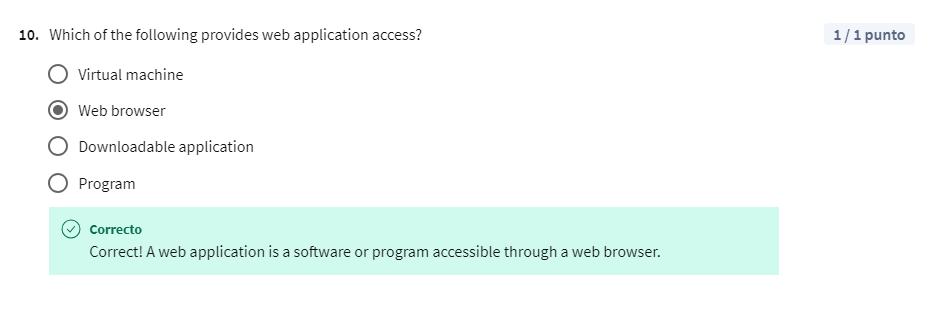 10. Which of the following provides web application access?
1 / 1 punto
Virtual machine
Web browser
Downloadable application
Program
Correcto
Correct! A web application is a software or program accessible through a web browser.